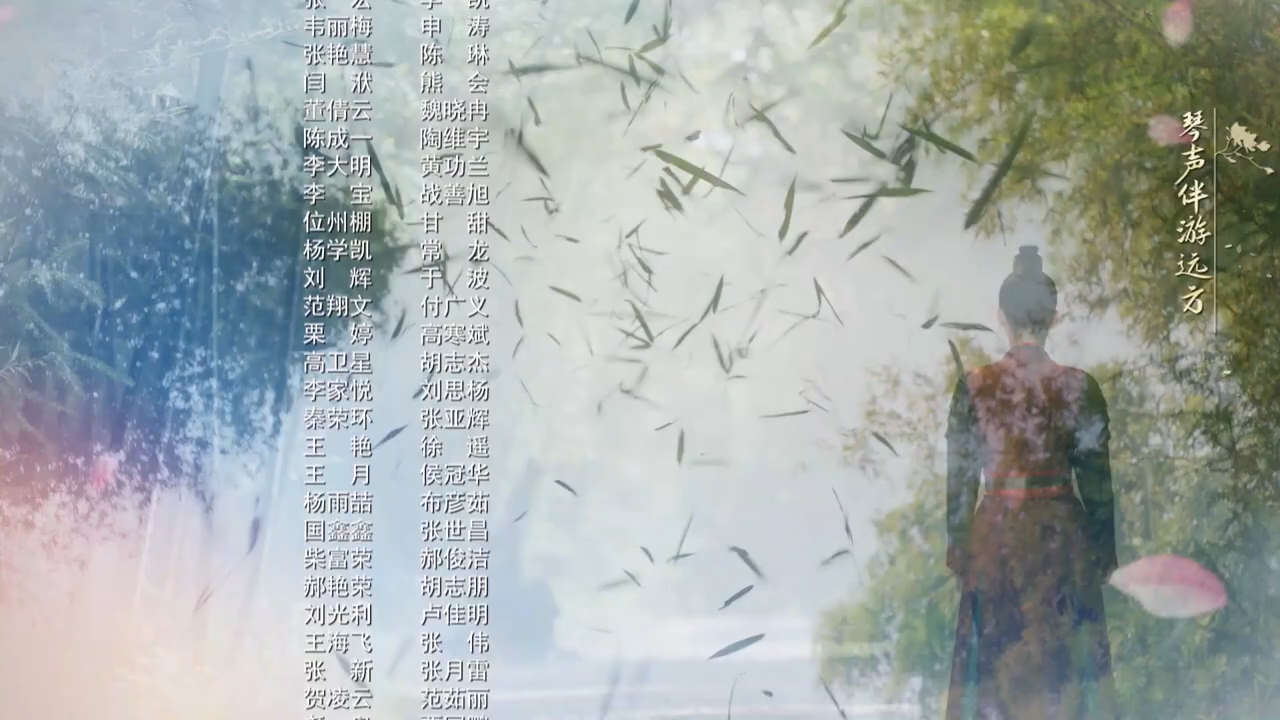 韦丽梅 申涛
张艳慧 陈琳
闫洑 熊会
董倩云 魏晓冉
陈成一 陶维宇
李大明 黄功兰
李宝 战善旭
位州棚 甘甜
杨学凯 常龙
刘辉 于波
范翔文 付广义
栗婷 高寒斌
高卫星 胡志杰
李家悦 刘思杨
秦荣环 张亚辉
王艳 徐遥
王月 侯冠华
杨雨喆 布彦茹
国鑫鑫 张世昌
柴富荣 郝俊洁
郝艳荣 胡志朋
刘光利 卢佳明
王海飞 张伟
张新 张月雷
贺凌云 范茹丽
琴声伴游远方